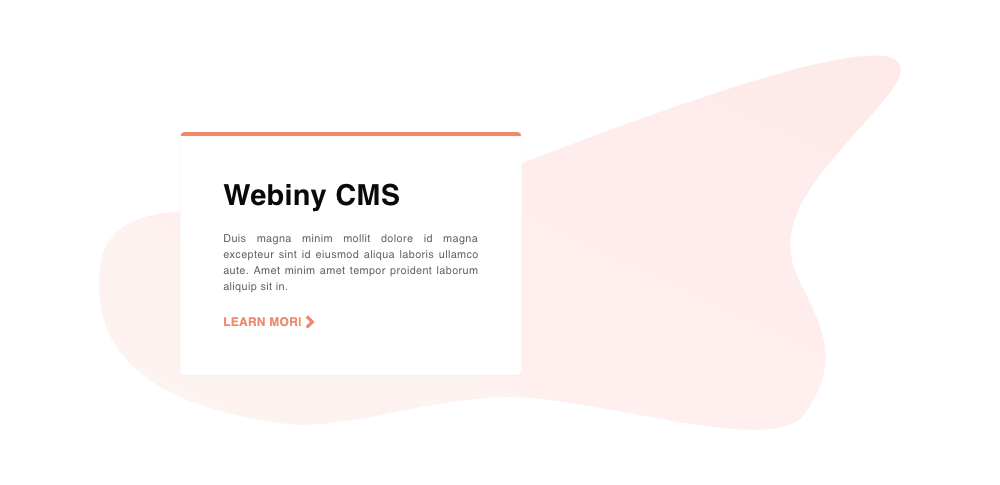 Webiny CMS
Duis magna minim mollit dolore id magna
excepteur sint id eiusmod aliqua laboris ullamco
aute. Amet minim amet tempor proident laborum
aliquip sit in.
LEARN MORI